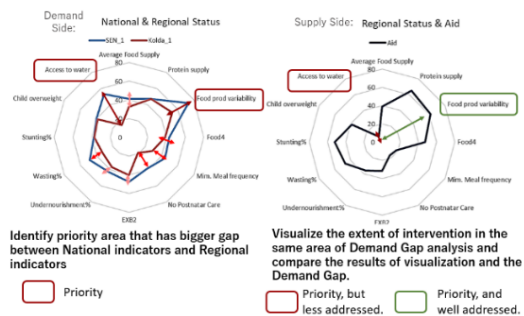 Demand
Side:
National & Regional Status
SEN_1
Kolda_1
Average Food Supply
80
60
40
20
0
Access to water
Protein supply
Child overweight
Food prod variability
Stunting%
Food4
Wasting%
Mim. Meal frequency
Undernourishment%
No Postnatar Care
EXB2
Identify priority area that has bigger gap
between National indicators and Regional
indicators
Priority
Supply Side:
Regional Status & Aid
Aid
Average Food Supply
80
60
40
20
0
Access to water
Protein supply
Child overweight
Food prod variability
Stunting%
Food4
Wasting%
Mim. Meal frequency
Undernourishment%
No Postnatar Care
EXB2
Visualize the extent of intervention in the
same area of Demand Gap analysis and
compare the results of visualization and the
Demand Gap.
Priority, but
less addressed.
Priority, and
well addressed.